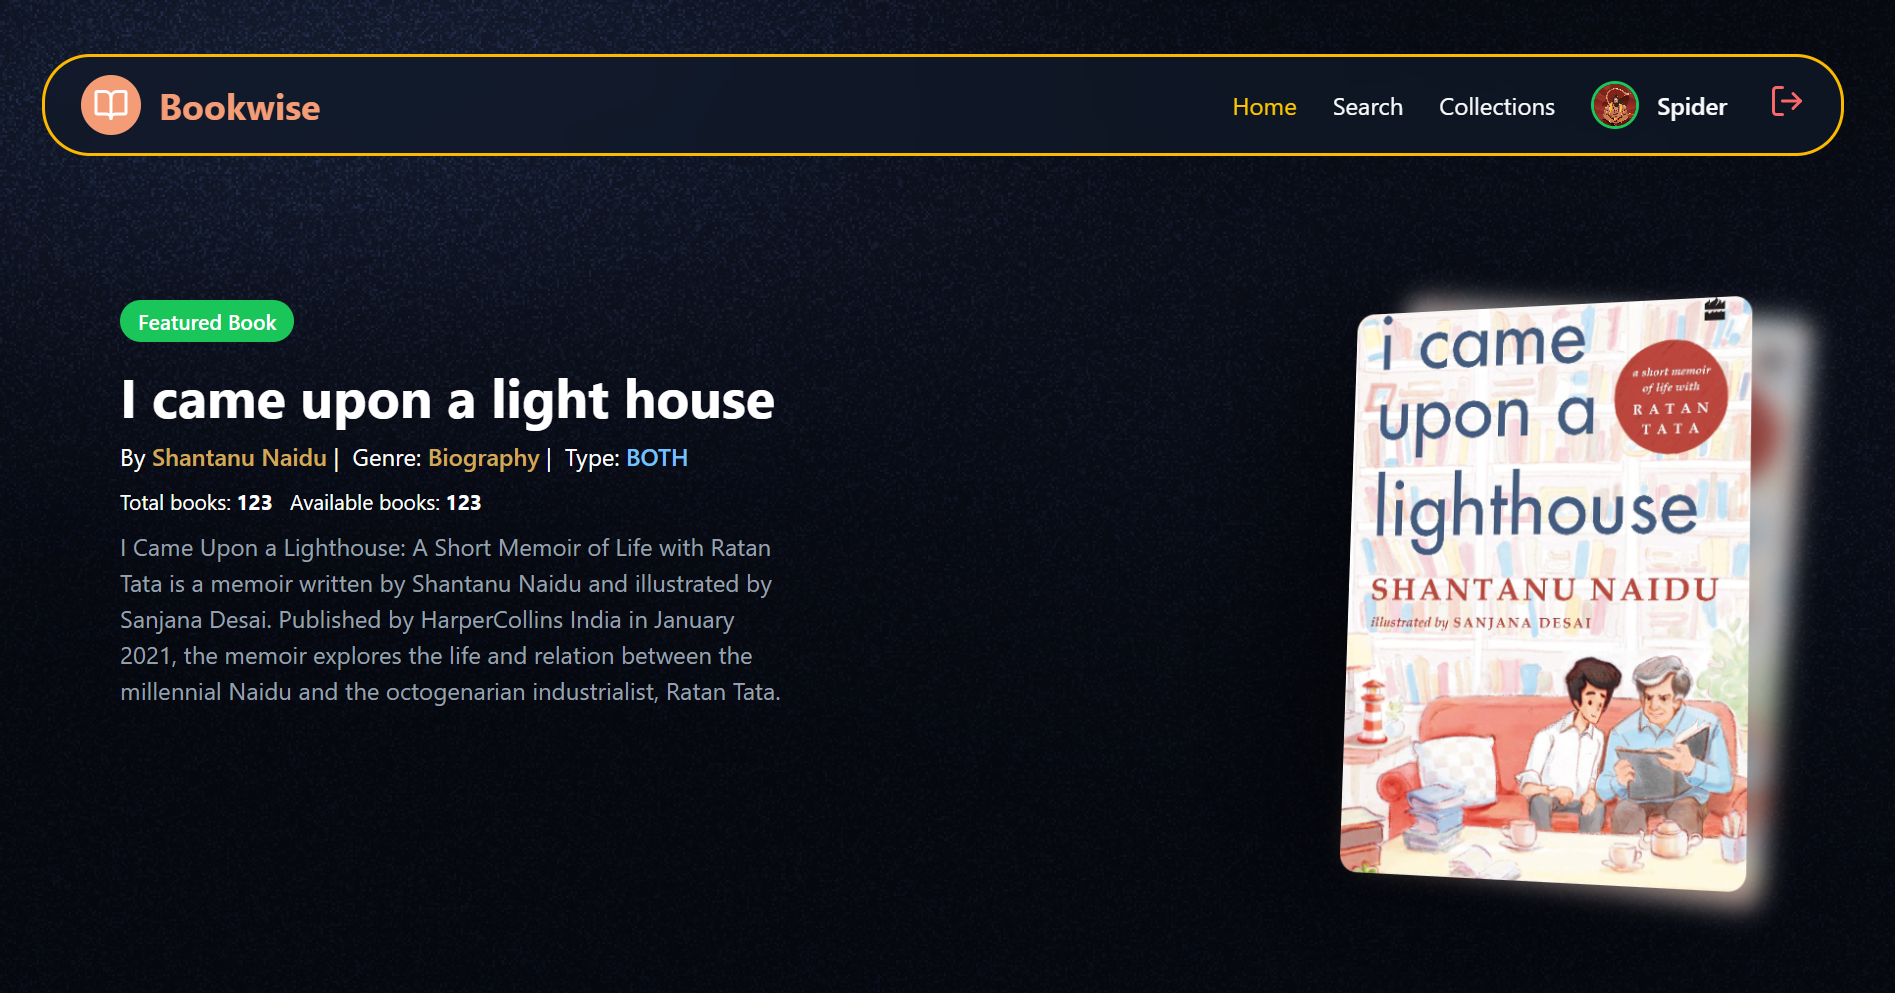 Bookwise
Home Search Collections Spider
Featured Book
I came upon a light house
By Shantanu Naidu | Genre: Biography | Type: BOTH
Total books: 123 Available books: 123
I Came Upon a Lighthouse: A Short Memoir of Life with Ratan
Tata is a memoir written by Shantanu Naidu and illustrated by
Sanjana Desai. Published by HarperCollins India in January
2021, the memoir explores the life and relation between the
millennial Naidu and the octogenarian industrialist, Ratan Tata.
i came
upon a
lighthouse
a short memoir
of life with
RATAN
TATA
SHANTANU NAIDU
illustrated by SANJANA DESAI